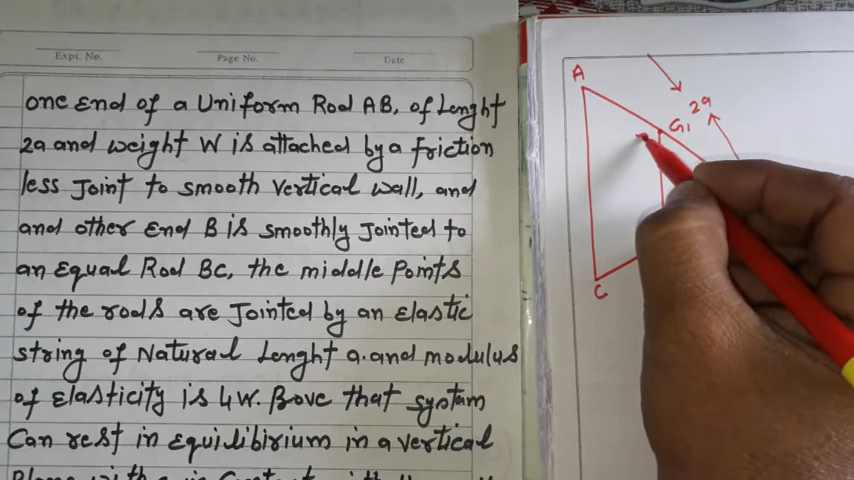 Expt. No.
Page No.
Date
one End of a Uniform Rod AB, of Lenght
2a and weight W is attached by a friction
less Joint to smooth vertical wall, and
and other End B is smoothly Jointed to
an Equal Rod BC, the middle Points
of the rods are Jointed by an Elastic
string of Natural Lenght a. and modulus
of Elasticity is 4W. Prove that system
Can rest in Equilibirium in a vertical
Plane with
A
2a
G1
C